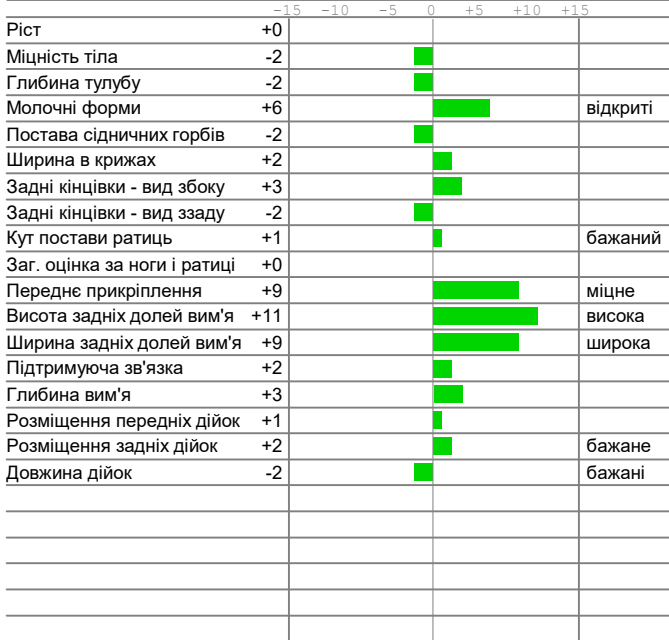 -15 -10 -5 0 +5 +10 +15
Ріст +0
Міцність тіла -2
Глибина тулубу -2
Молочні форми +6 відкриті
Постава сідничних горбів -2
Ширина в крижах +2
Задні кінцівки - вид збоку +3
Задні кінцівки - вид ззаду -2
Кут постави ратиць +1 бажаний
Заг. оцінка за ноги і ратиці +0
Переднє прикріплення +9 міцне
Висота задніх долей вим'я +11 висока
Ширина задніх долей вим'я +9 широка
Підтримуюча зв'язка +2
Глибина вим'я +3
Розміщення передніх дійок +1
Розміщення задніх дійок +2 бажане
Довжина дійок -2 бажані